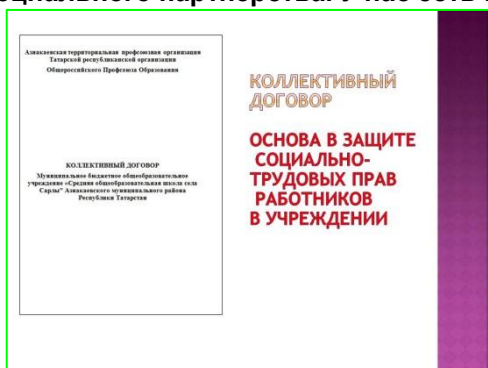 оциального партнерства. У нас есть
Азнакаевская территориальная профсоюзная организация
Татарской республиканской организации
Общероссийского Профсоюза Образования
КОЛЛЕКТИВНЫЙ ДОГОВОР
Муниципальное бюджетное общеобразовательное
учреждение «Средняя общеобразовательная школа села
Сарлы" Азнакаевского муниципального района
Республики Татарстан
КОЛЛЕКТИВНЫЙ
ДОГОВОР
ОСНОВА В ЗАЩИТЕ
СОЦИАЛЬНО-
ТРУДОВЫХ ПРАВ
РАБОТНИКОВ
В УЧРЕЖДЕНИИ